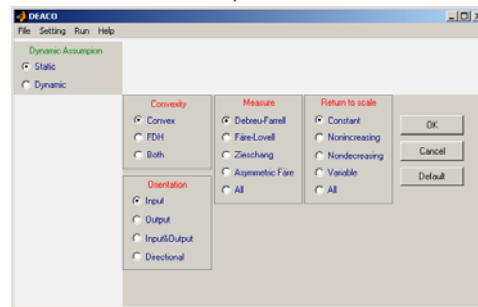 DEACO
File Setting Run Help
Dynamic Assumpion
Static
Dynamic
Convexity
Convex
FDH
Both
Orientation
Input
Output
Input&Output
Directional
Measure
Debreu-Farrell
Färe-Lovell
Zieschang
Asymmetric Färe
All
Return to scale
Constant
Nonincreasing
Nondecreasing
Variable
All
OK
Cancel
Default